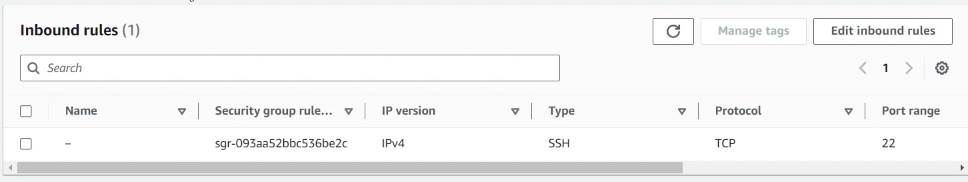 Inbound rules (1)
Manage tags
Edit inbound rules
Search
1
Name
Security group rule...
IP version
Type
Protocol
Port range
–
sgr-093aa52bbc536be2c
IPv4
SSH
TCP
22